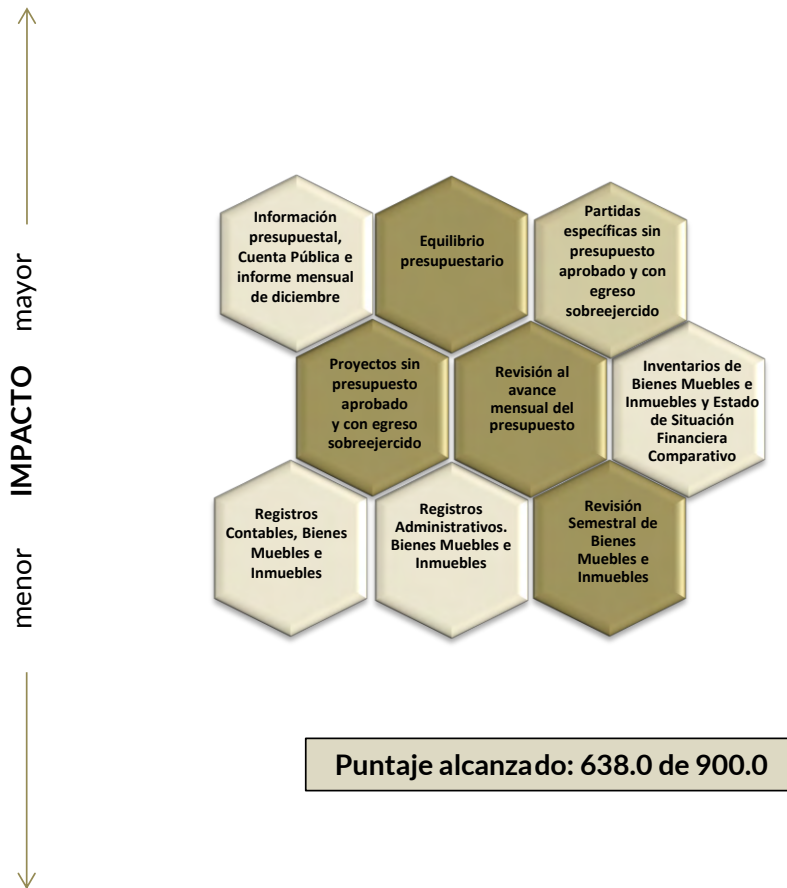 mayor
IMPACTO
menor
Información
presupuestal,
Cuenta Pública e
informe mensual
de diciembre
Equilibrio
presupuestario
Partidas
específicas sin
presupuesto
aprobado y con
egreso
sobreejercido
Proyectos sin
presupuesto
aprobado
y con egreso
sobreejercido
Revisión al
avance
mensual del
presupuesto
Inventarios de
Bienes Muebles e
Inmuebles y Estado
de Situación
Financiera
Comparativo
Registros
Contables, Bienes
Muebles e
Inmuebles
Registros
Administrativos.
Bienes Muebles e
Inmuebles
Revisión
Semestral de
Bienes
Muebles e
Inmuebles
Puntaje alcanzado: 638.0 de 900.0